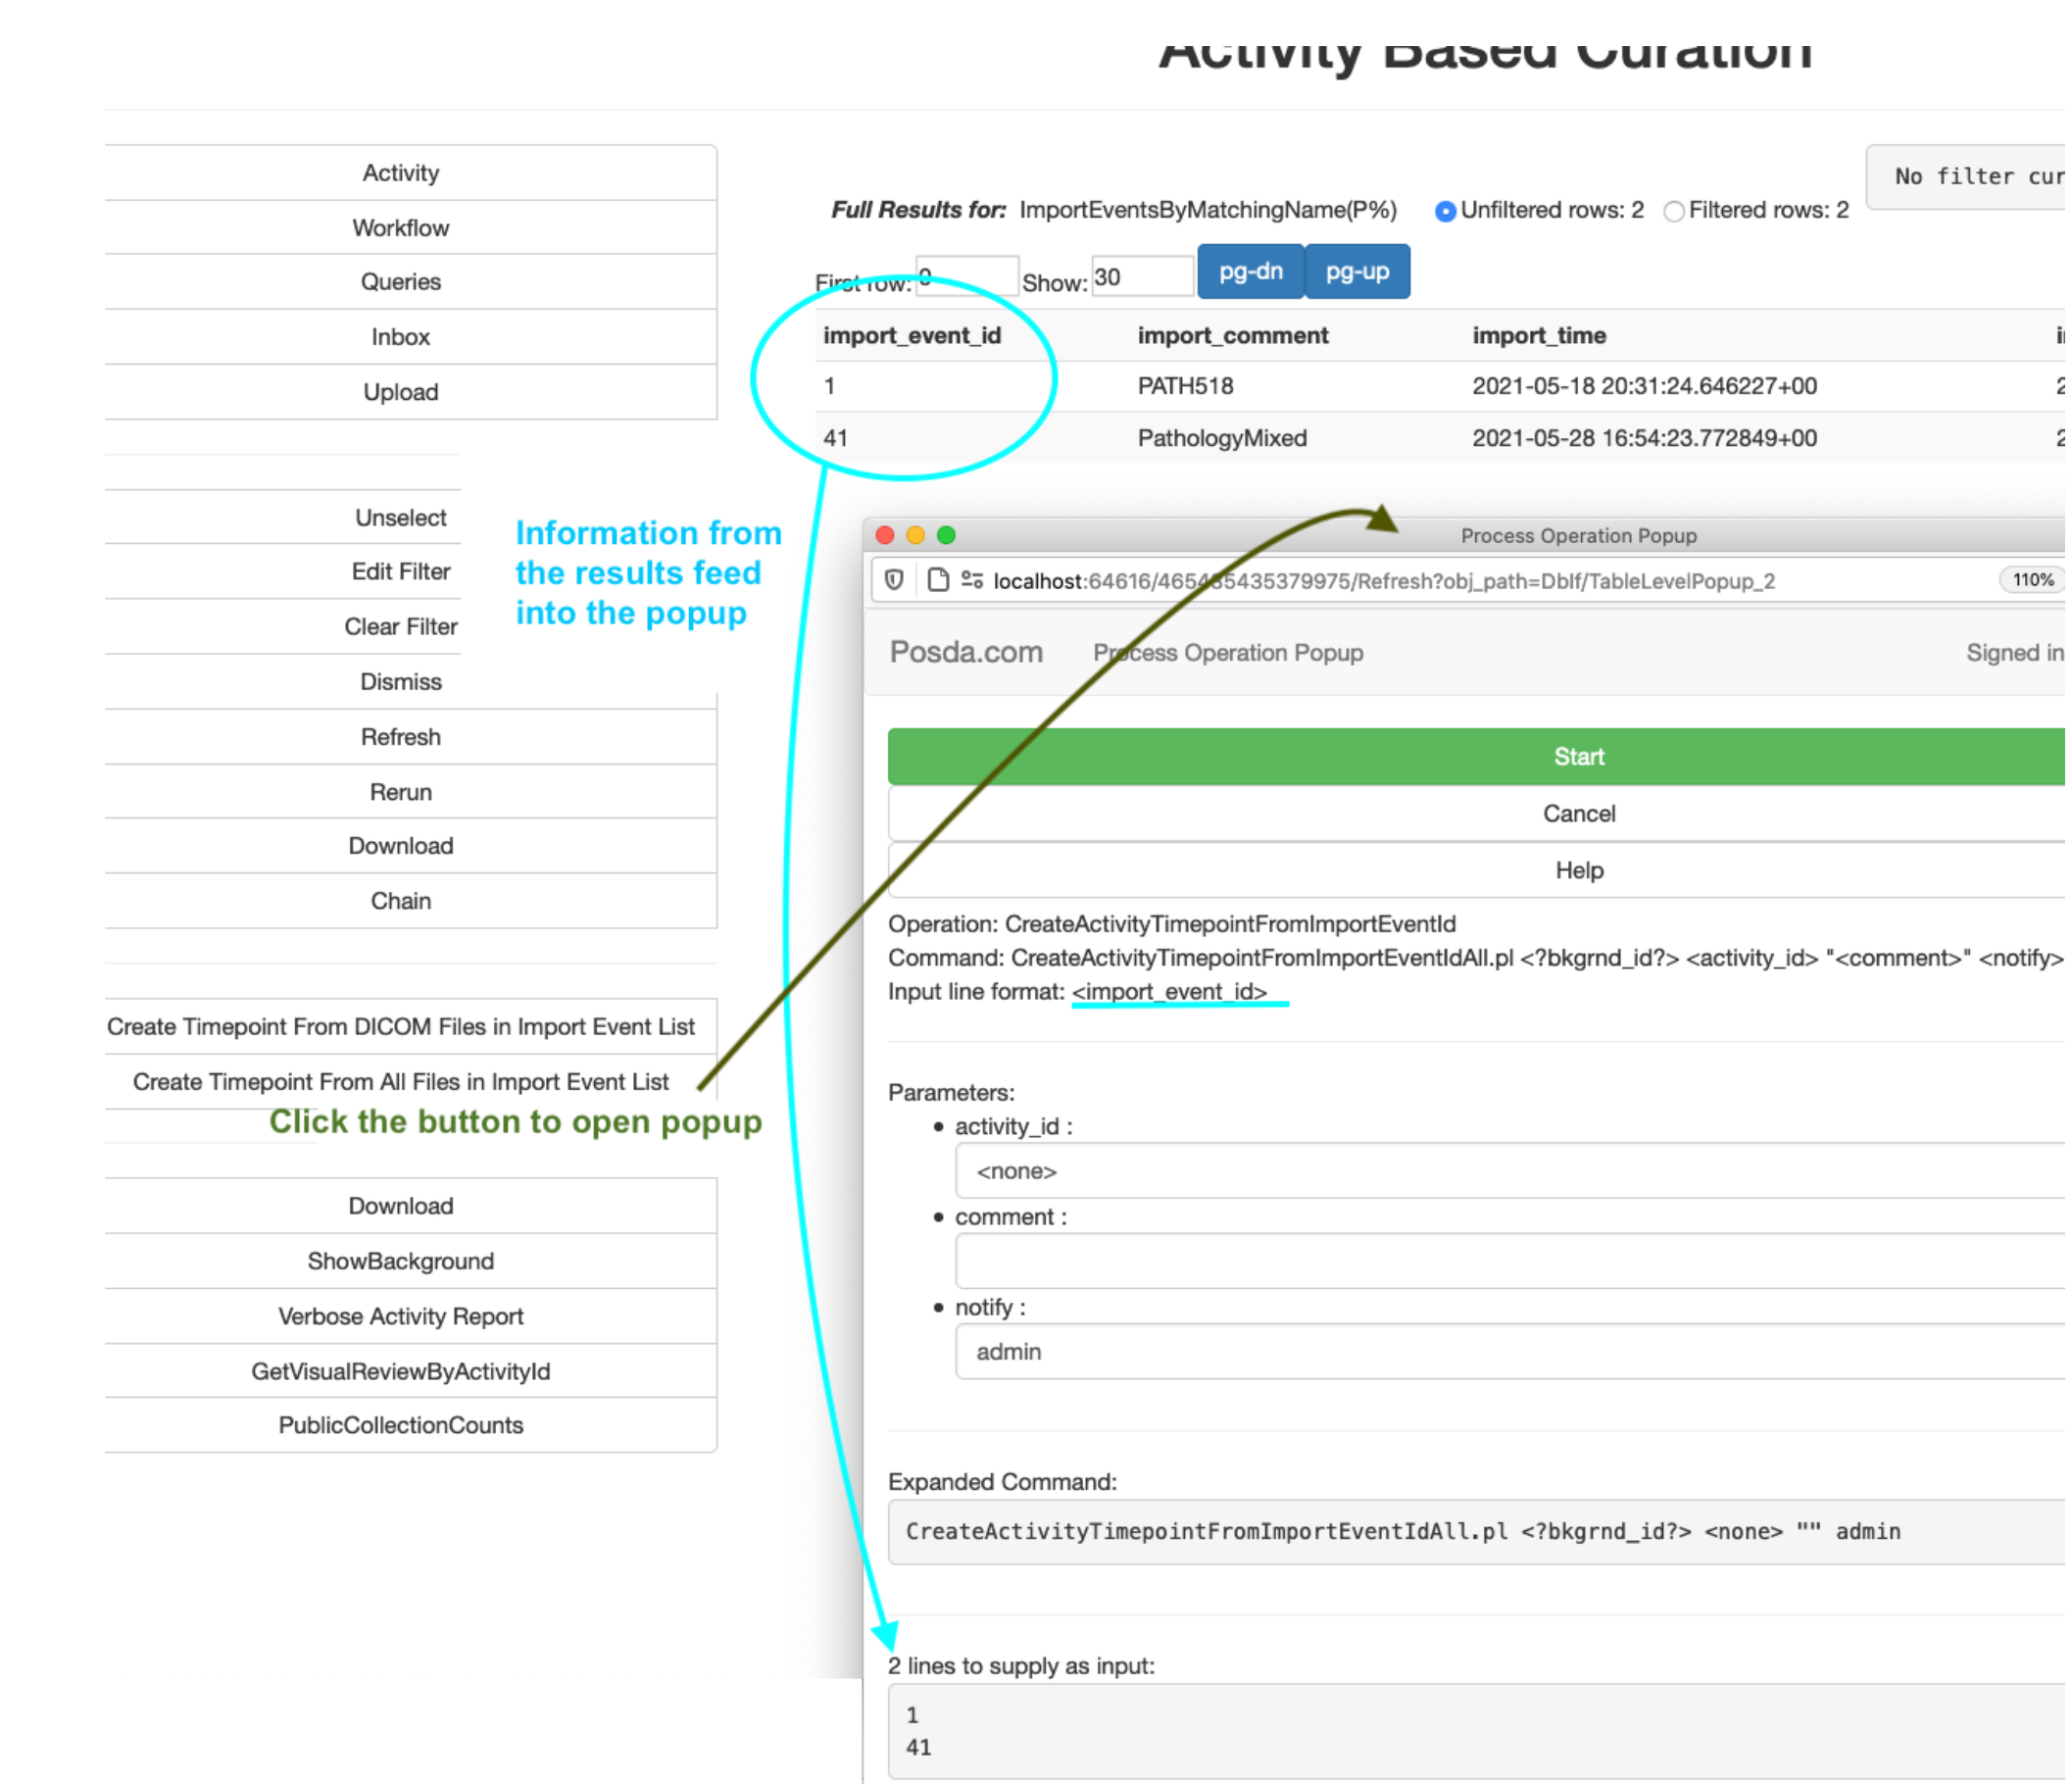 Activity Based Curation
Activity
Workflow
Queries
Inbox
Upload
Unselect
Edit Filter
Clear Filter
Dismiss
Refresh
Rerun
Download
Chain
Create Timepoint From DICOM Files in Import Event List
Create Timepoint From All Files in Import Event List
Click the button to open popup
Download
ShowBackground
Verbose Activity Report
GetVisualReviewByActivityId
PublicCollectionCounts
Information from
the results feed
into the popup
No filter cur
Full Results for: ImportEventsByMatchingName(P%) Unfiltered rows: 2 Filtered rows: 2
First row: 0 Show: 30 pg-dn pg-up
import_event_id import_comment import_time
1 PATH518 2021-05-18 20:31:24.646227+00 2
41 PathologyMixed 2021-05-28 16:54:23.772849+00 2
Process Operation Popup
localhost:64616/465435435379975/Refresh?obj_path=DbIf/TableLevelPopup_2 110%
Posda.com Process Operation Popup Signed in
Start
Cancel
Help
Operation: CreateActivityTimepointFromImportEventId
Command: CreateActivityTimepointFromImportEventIdAll.pl <?bkgrnd_id?> <activity_id> "<comment>" <notify>
Input line format: <import_event_id>
Parameters:
• activity_id :
<none>
• comment :
• notify :
admin
Expanded Command:
CreateActivityTimepointFromImportEventIdAll.pl <?bkgrnd_id?> <none> "" admin
2 lines to supply as input:
1
41